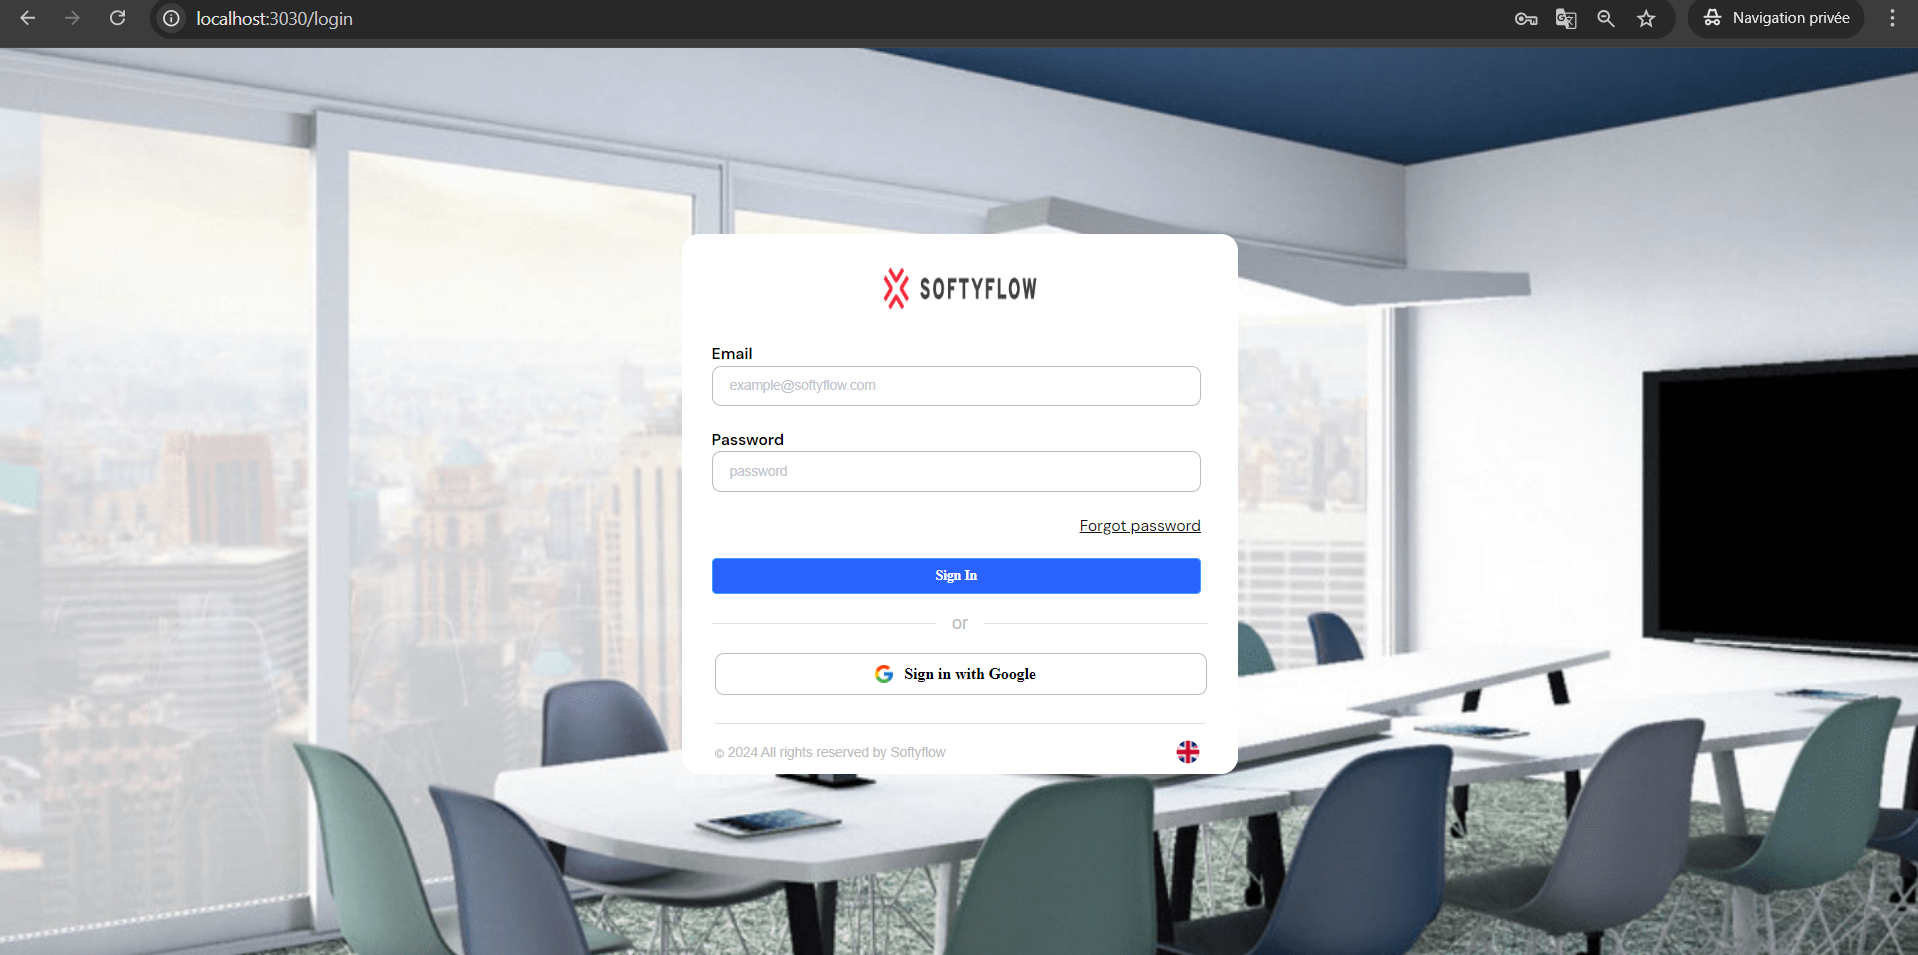 localhost:3030/login
Navigation privée
SOFTYFLOW
Email
example@softyflow.com
Password
password
Forgot password
Sign In
or
Sign in with Google
© 2024 All rights reserved by Softyflow